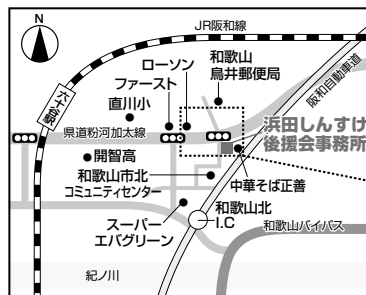 N
JR阪和線
ローソン
ファースト
直川小
和歌山
鳥井郵便局
阪和自動車道
六十谷駅
県道粉河加太線
浜田しんすけ
後援会事務所
開智高
和歌山市北
コミュニティセンター
中華そば正善
スーパー
エバグリーン
和歌山北
I.C
和歌山バイパス
紀ノ川